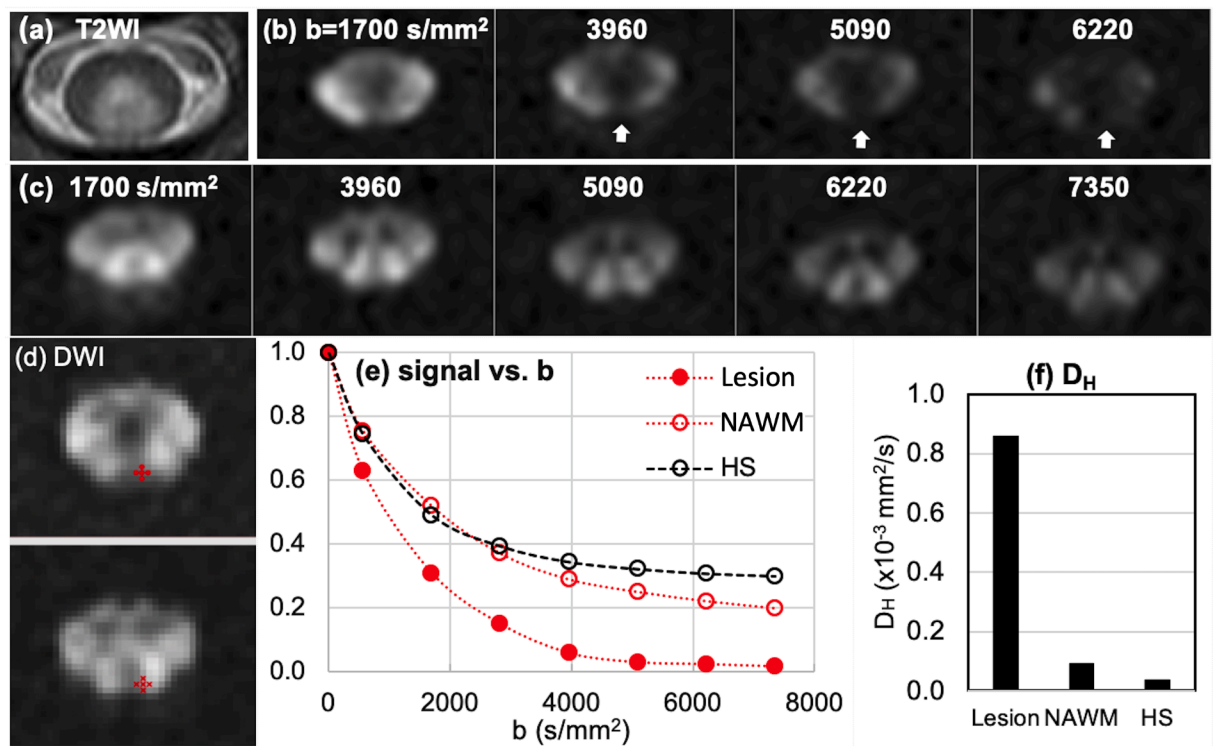 (a) T2WI
(b) b=1700 s/mm² 3960 5090 6220
(c) 1700 s/mm² 3960 5090 6220 7350
(d) DWI
(e) signal vs. b
Lesion
NAWM
HS
1.0
0.8
0.6
0.4
0.2
0.0
0 2000 4000 6000 8000
b (s/mm²)
(f) D_H
D_H (x10⁻³ mm²/s)
1.0
0.8
0.6
0.4
0.2
0.0
Lesion NAWM HS